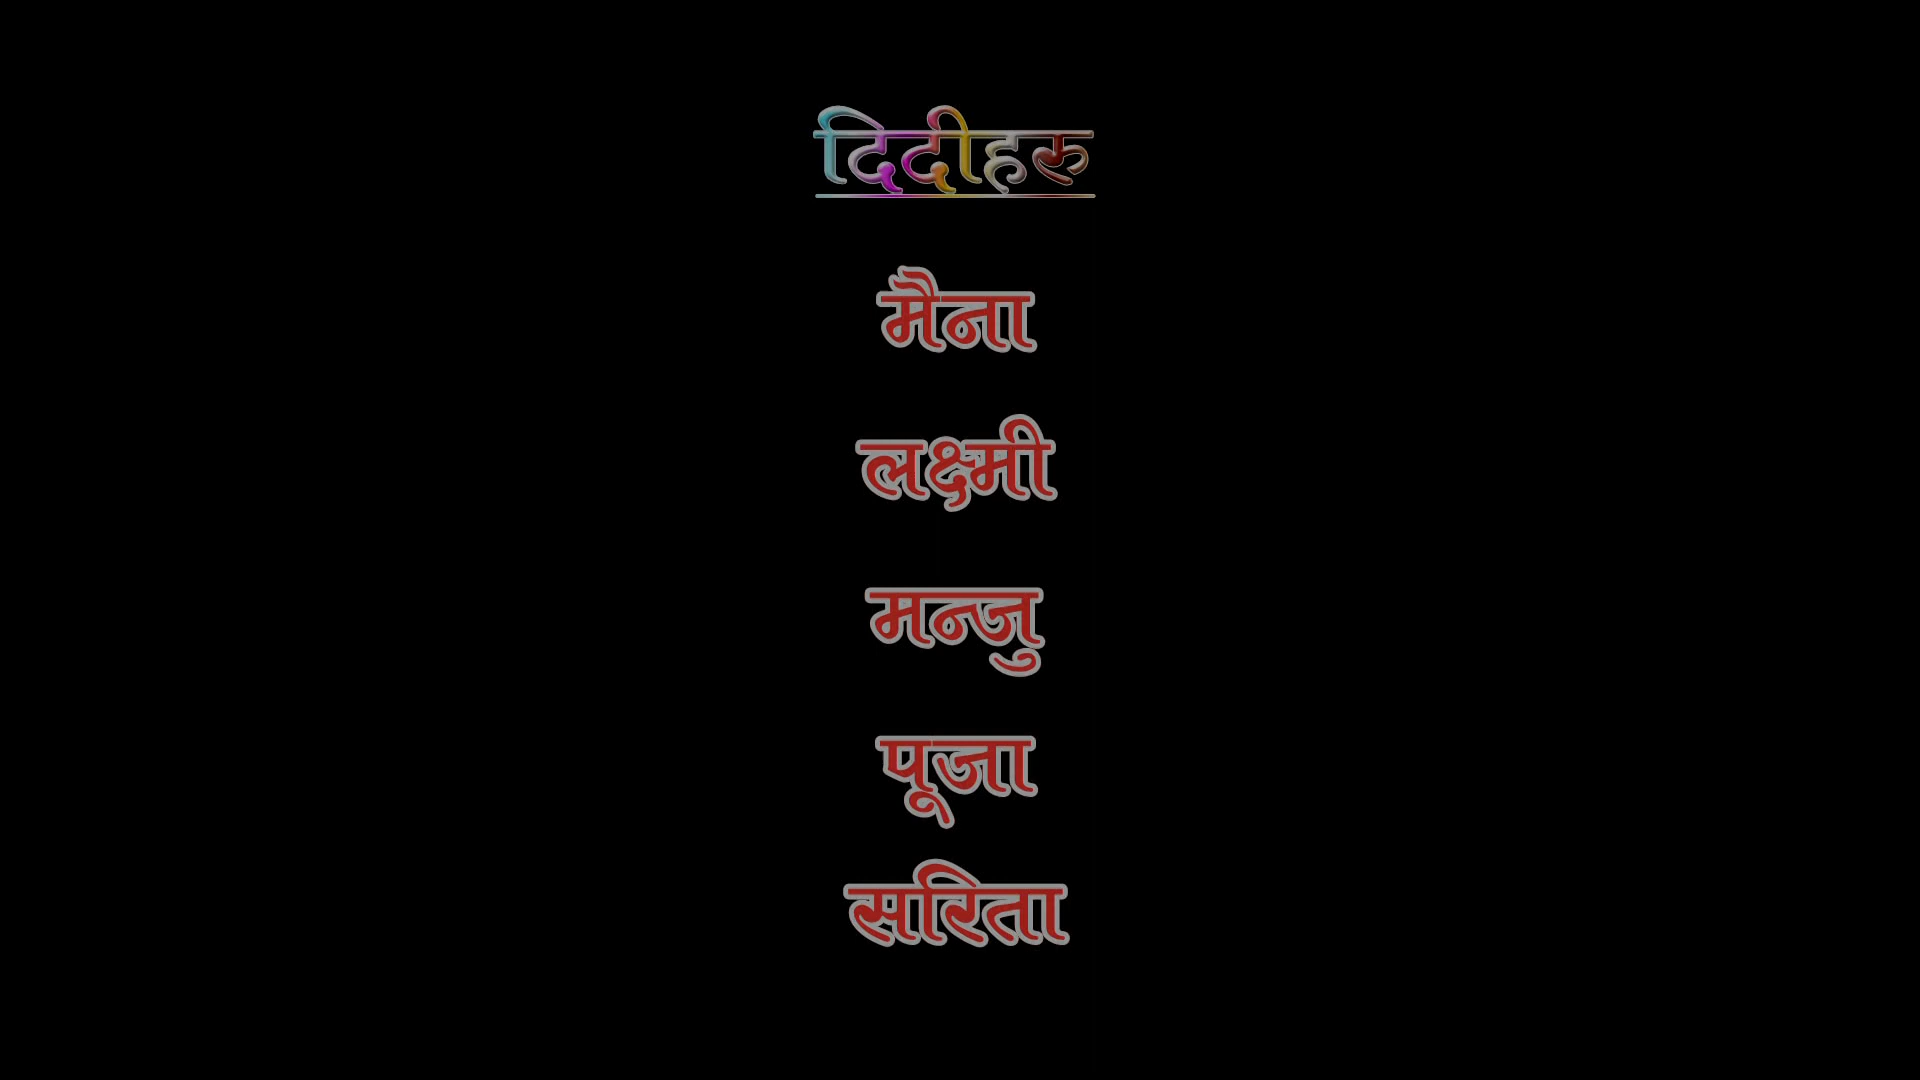 दिदीहरु
मैना
लक्ष्मी
मन्जु
पूजा
सरिता